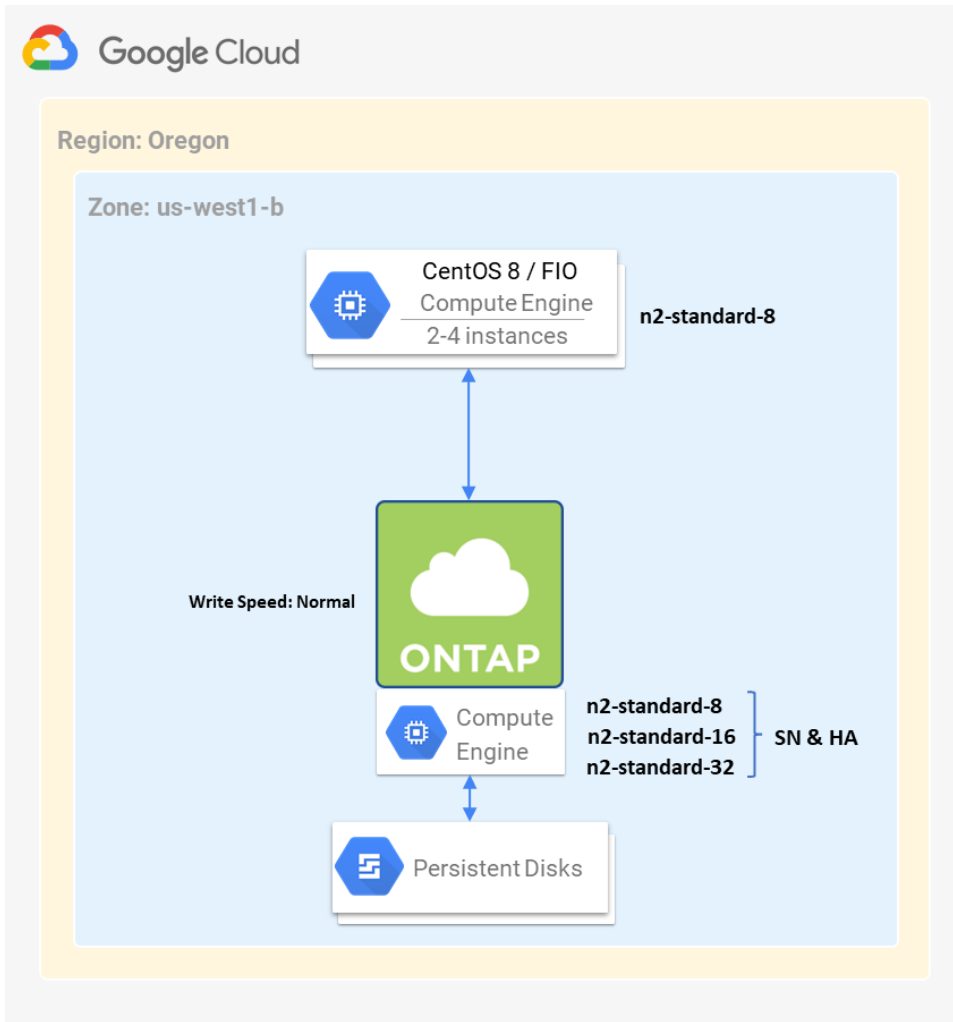 Google Cloud
Region: Oregon
Zone: us-west1-b
CentOS 8 / FIO
Compute Engine
2-4 instances
n2-standard-8
Write Speed: Normal
ONTAP
Compute
Engine
n2-standard-8
n2-standard-16
n2-standard-32
SN & HA
Persistent Disks